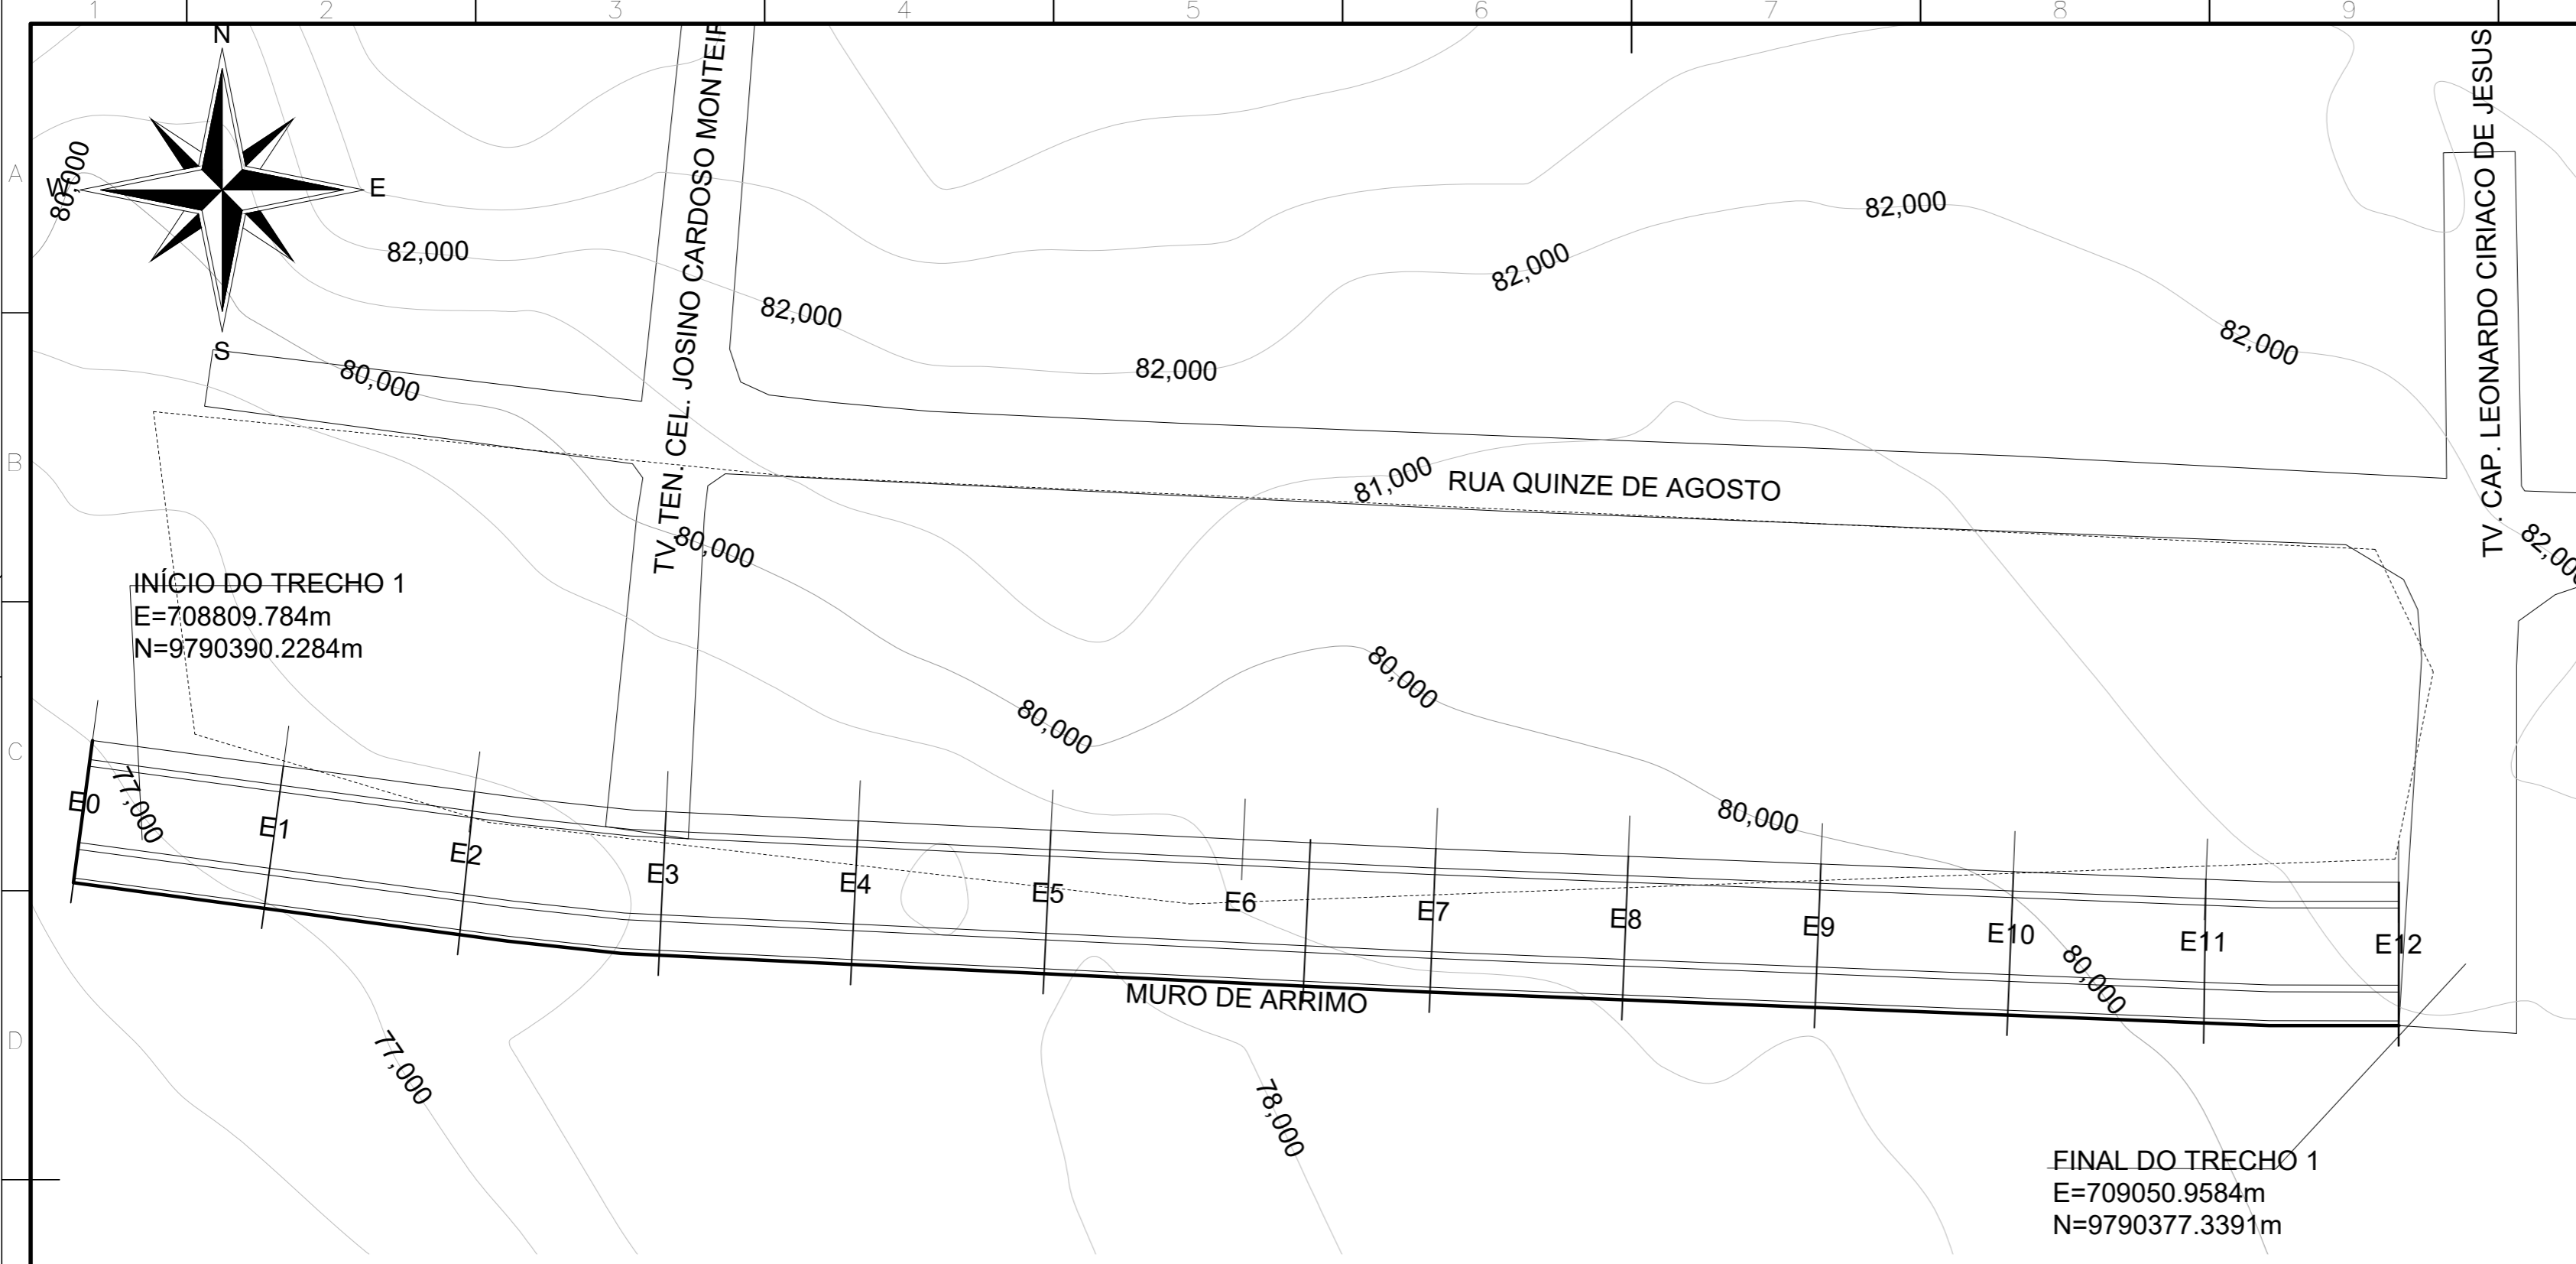 1 2 3 4 5 6 7 8 9
A
B
C
D
N
W
E
S
80,000
82,000
82,000
82,000
82,000
82,000
82,000
82,000
80,000
80,000
80,000
80,000
80,000
80,000
81,000
77,000
77,000
78,000
TV. TEN. CEL. JOSINO CARDOSO
RUA QUINZE DE AGOSTO
TV. CAP. LEONARDO CIRIACO DE JESUS
INÍCIO DO TRECHO 1
E=708809.784m
N=9790390.2284m
E0 E1 E2 E3 E4 E5 E6 E7 E8 E9 E10 E11 E12
MURO DE ARRIMO
FINAL DO TRECHO 1
E=709050.9584m
N=9790377.3391m